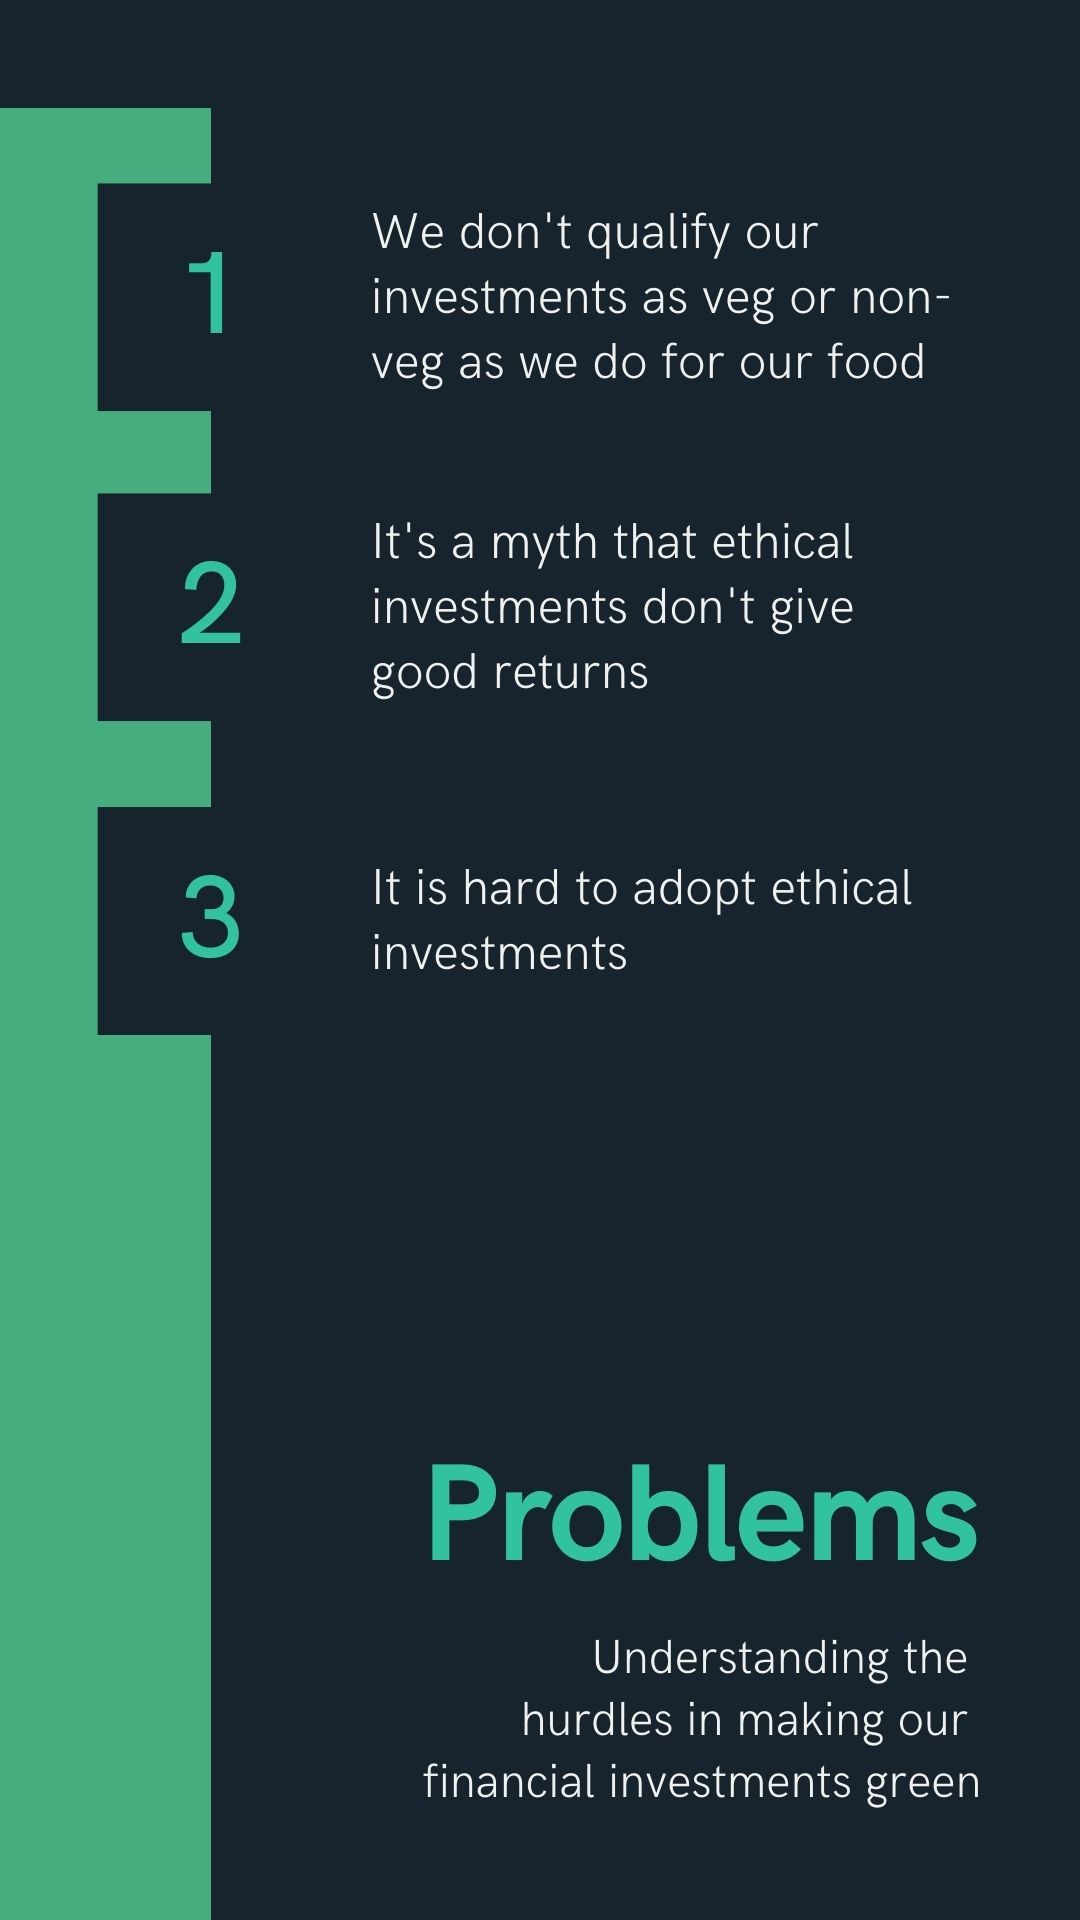 1
We don't qualify our
investments as veg or non-
veg as we do for our food
2
It's a myth that ethical
investments don't give
good returns
3
It is hard to adopt ethical
investments
Problems
Understanding the
hurdles in making our
financial investments green